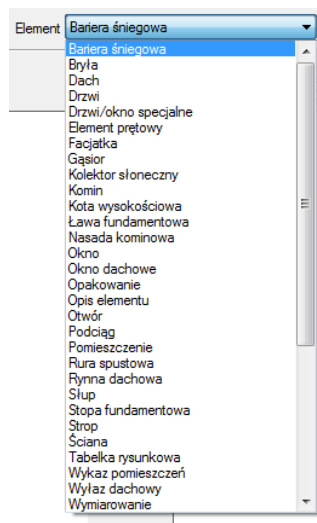 Element Bariera śniegowa
Bariera śniegowa
Bryła
Dach
Drzwi
Drzwi/okno specjalne
Element prętowy
Facjatka
Gąsior
Kolektor słoneczny
Komin
Kota wysokościowa
Ława fundamentowa
Nasada kominowa
Okno
Okno dachowe
Opakowanie
Opis elementu
Otwór
Podciąg
Pomieszczenie
Rura spustowa
Rynna dachowa
Słup
Stopa fundamentowa
Strop
Ściana
Tabelka rysunkowa
Wykaz pomieszczeń
Wyłaz dachowy
Wymiarowanie